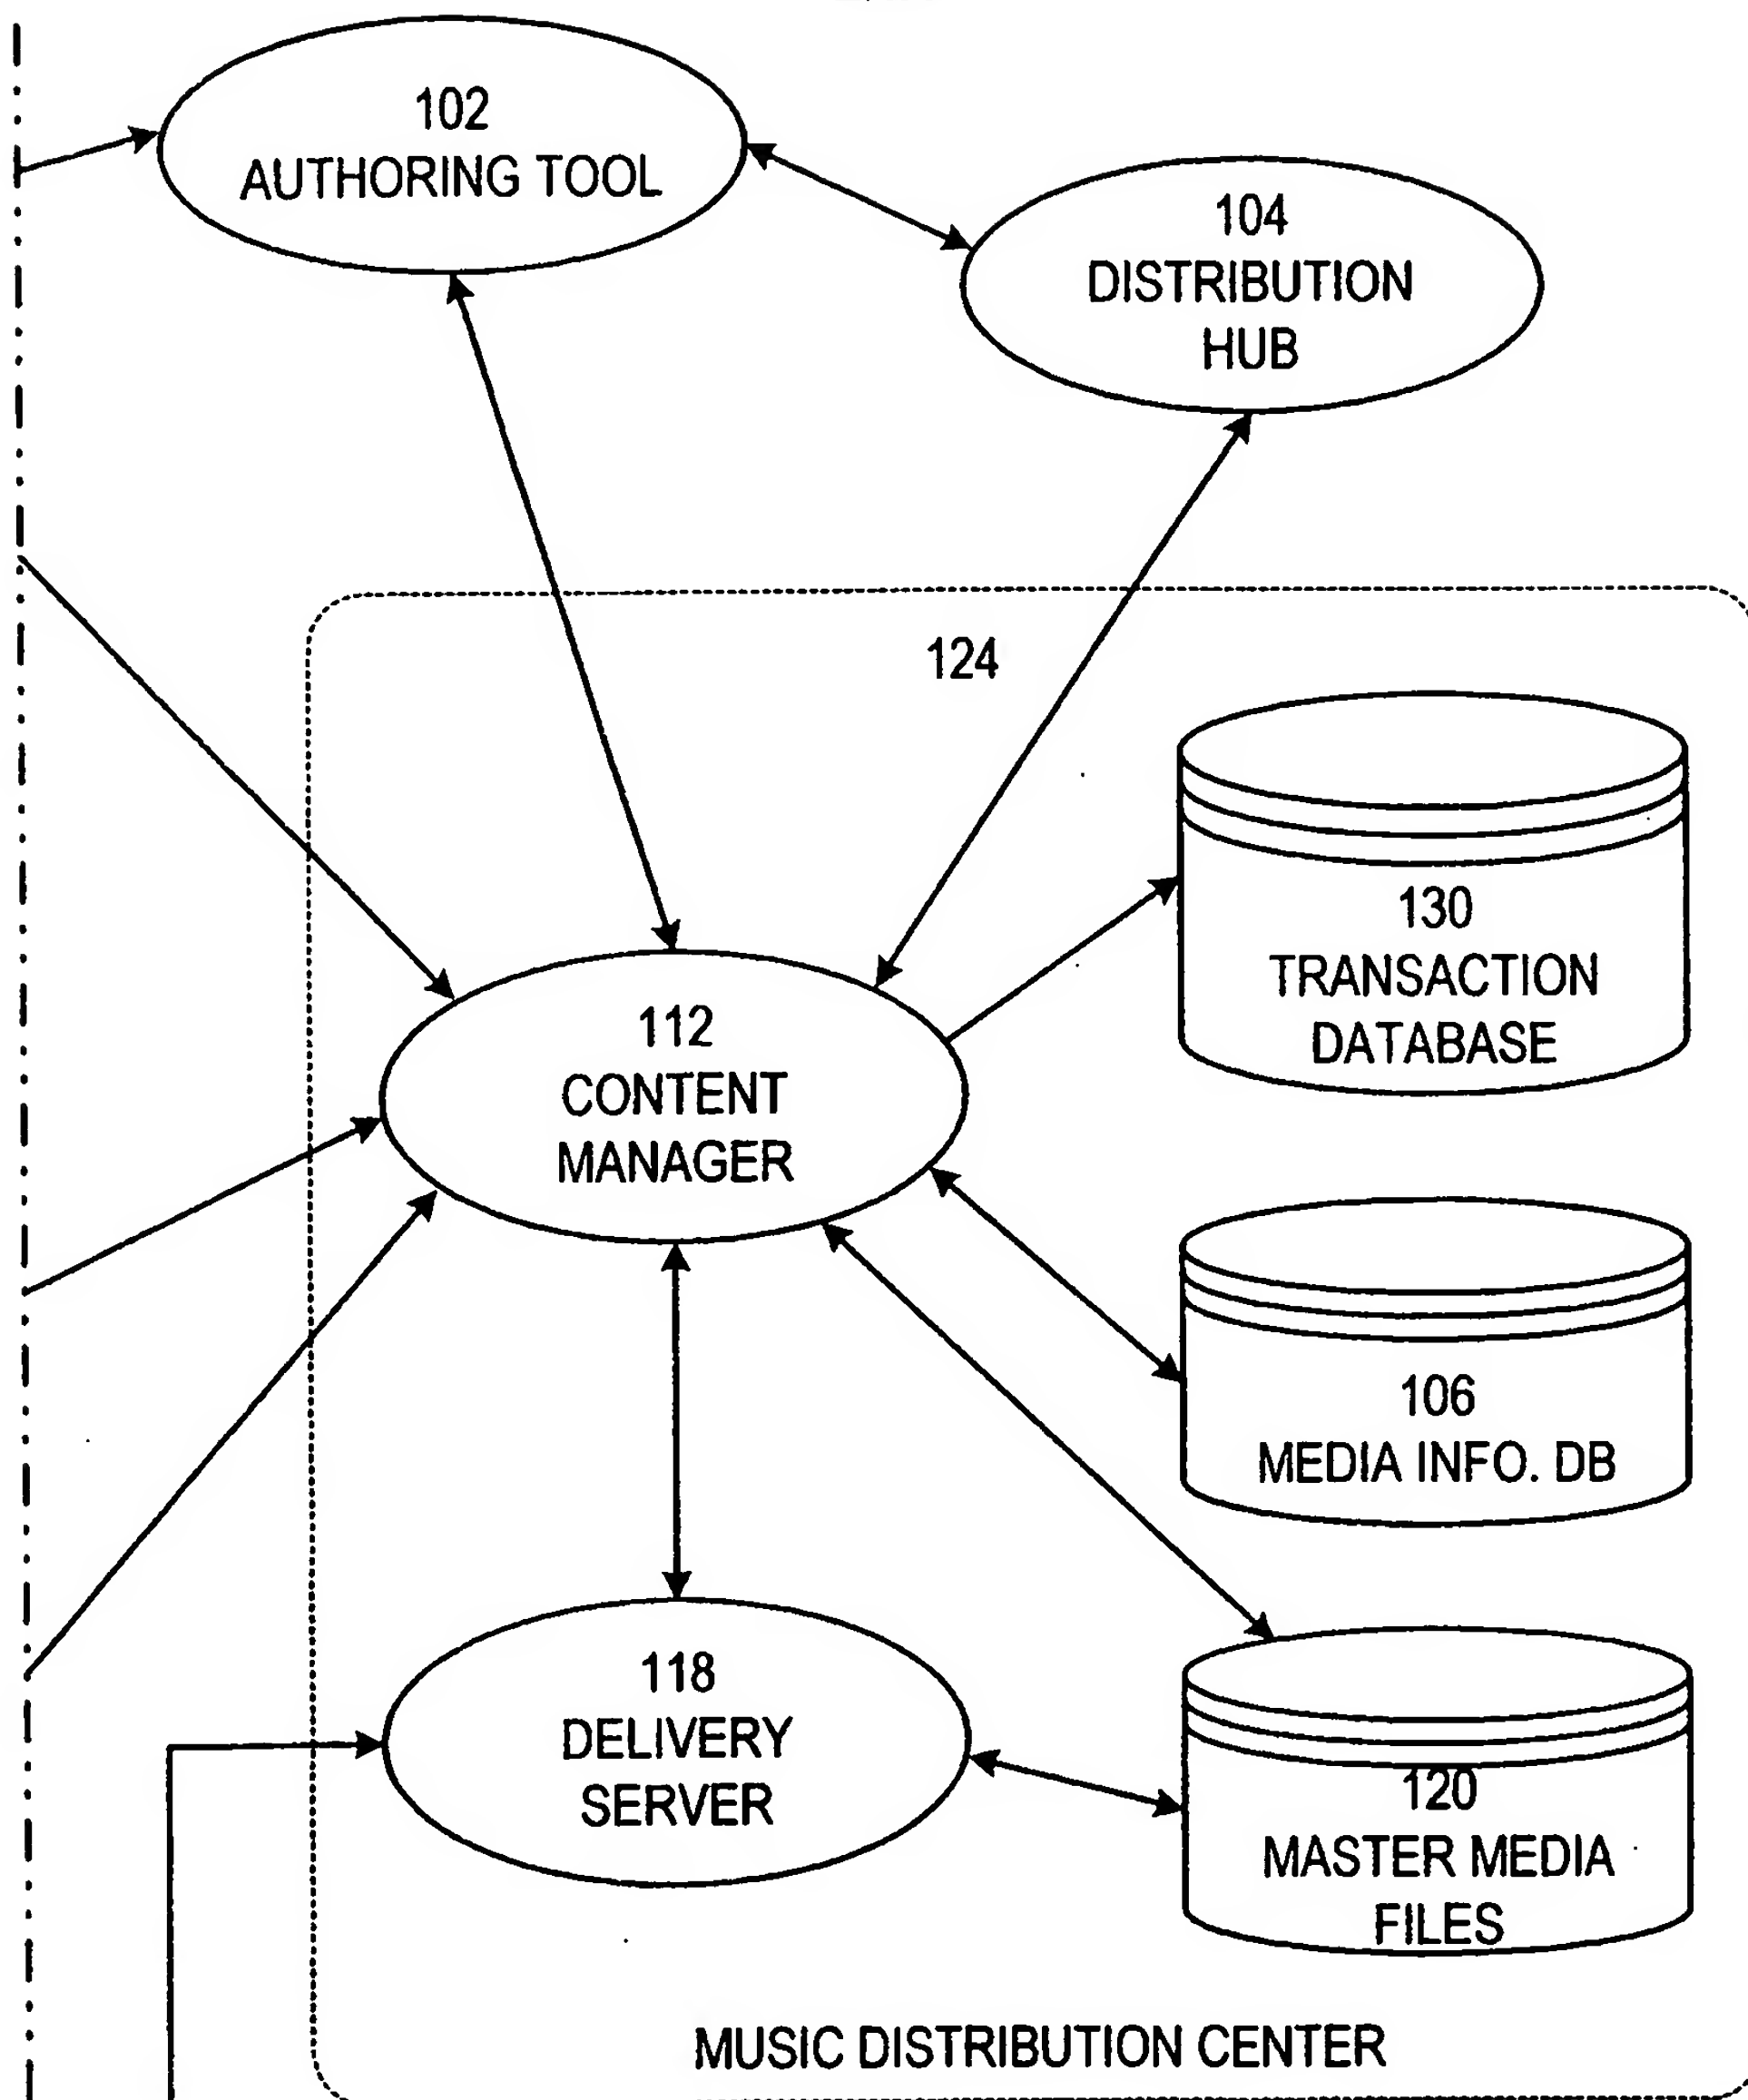 102
AUTHORING TOOL
104
DISTRIBUTION
HUB
124
130
TRANSACTION
DATABASE
112
CONTENT
MANAGER
106
MEDIA INFO. DB
118
DELIVERY
SERVER
120
MASTER MEDIA
FILES
MUSIC DISTRIBUTION CENTER